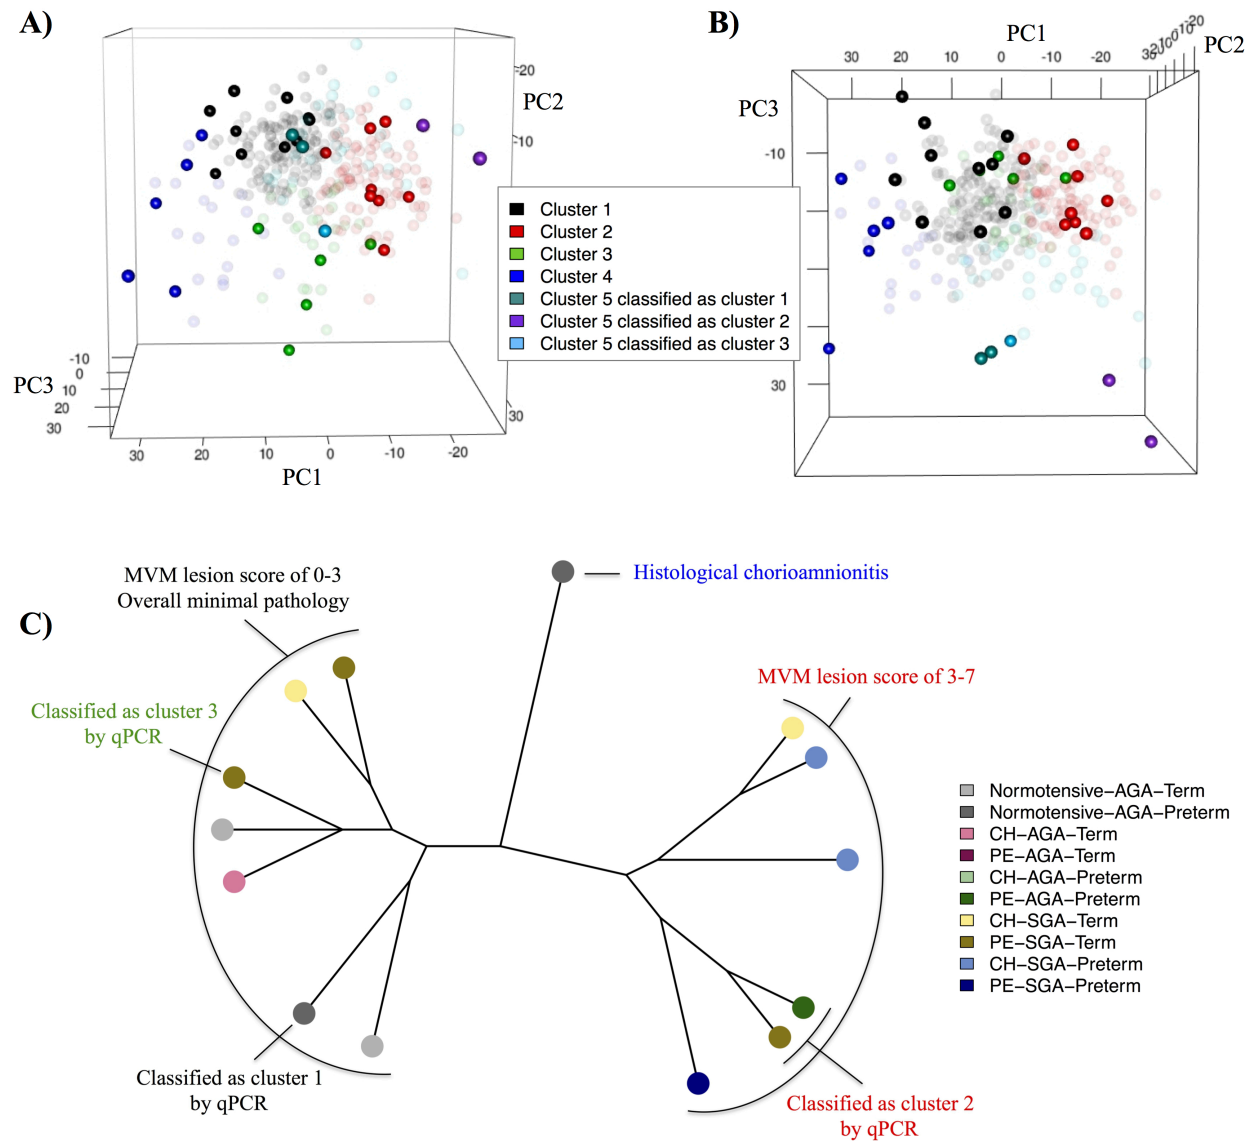 A)
-20
PC2
-10
-10
0
PC3
10
20
30
30
30
20
10
0
-10
-20
PC1
B)
PC1
-20
PC2
30
20
10
0
-10
-20
PC3
-10
30
Cluster 1
Cluster 2
Cluster 3
Cluster 4
Cluster 5 classified as cluster 1
Cluster 5 classified as cluster 2
Cluster 5 classified as cluster 3
C)
MVM lesion score of 0-3
Overall minimal pathology
Histological chorioamnionitis
MVM lesion score of 3-7
Classified as cluster 3
by qPCR
Classified as cluster 1
by qPCR
Classified as cluster 2
by qPCR
Normotensive−AGA−Term
Normotensive−AGA−Preterm
CH−AGA−Term
PE−AGA−Term
CH−AGA−Preterm
PE−AGA−Preterm
CH−SGA−Term
PE−SGA−Term
CH−SGA−Preterm
PE−SGA−Preterm